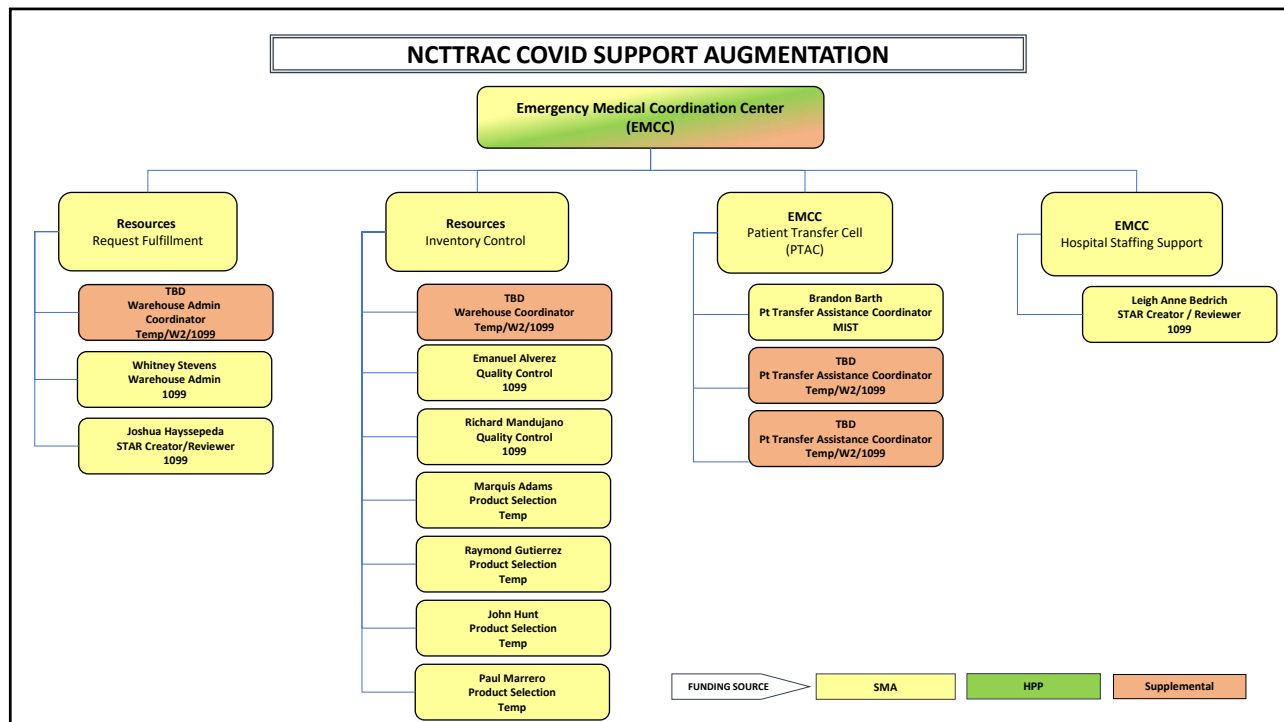 NCTTRAC COVID SUPPORT AUGMENTATION
Emergency Medical Coordination Center
(EMCC)
Resources
Request Fulfillment
TBD
Warehouse Admin
Coordinator
Temp/W2/1099
Whitney Stevens
Warehouse Admin
1099
Joshua Hayssepeda
STAR Creator/Reviewer
1099
Resources
Inventory Control
TBD
Warehouse Coordinator
Temp/W2/1099
Emanuel Alverez
Quality Control
1099
Richard Mandujano
Quality Control
1099
Marquis Adams
Product Selection
Temp
Raymond Gutierrez
Product Selection
Temp
John Hunt
Product Selection
Temp
Paul Marrero
Product Selection
Temp
EMCC
Patient Transfer Cell
(PTAC)
Brandon Barth
Pt Transfer Assistance Coordinator
MIST
TBD
Pt Transfer Assistance Coordinator
Temp/W2/1099
TBD
Pt Transfer Assistance Coordinator
Temp/W2/1099
EMCC
Hospital Staffing Support
Leigh Anne Bedrich
STAR Creator / Reviewer
1099
FUNDING SOURCE
SMA
HPP
Supplemental